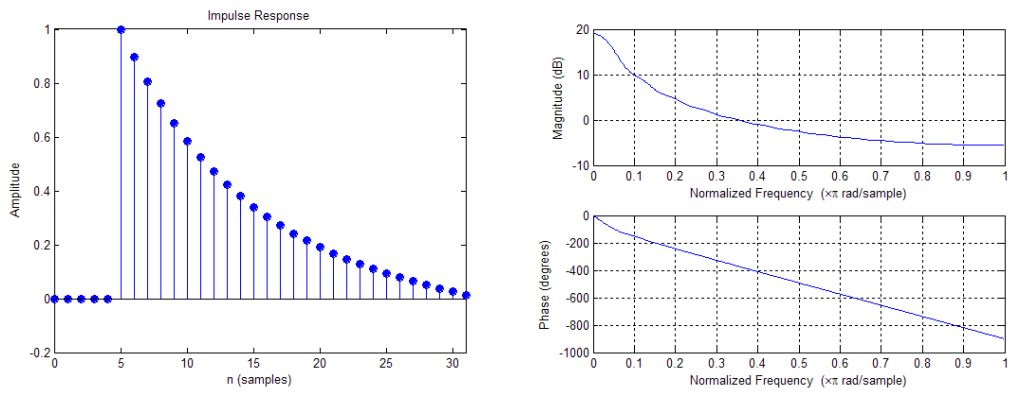 Impulse Response
Amplitude
1
0.8
0.6
0.4
0.2
0
-0.2
0 5 10 15 20 25 30
n (samples)
Magnitude (dB)
20
10
0
-10
0 0.1 0.2 0.3 0.4 0.5 0.6 0.7 0.8 0.9 1
Normalized Frequency (×π rad/sample)
Phase (degrees)
0
-200
-400
-600
-800
-1000
0 0.1 0.2 0.3 0.4 0.5 0.6 0.7 0.8 0.9 1
Normalized Frequency (×π rad/sample)